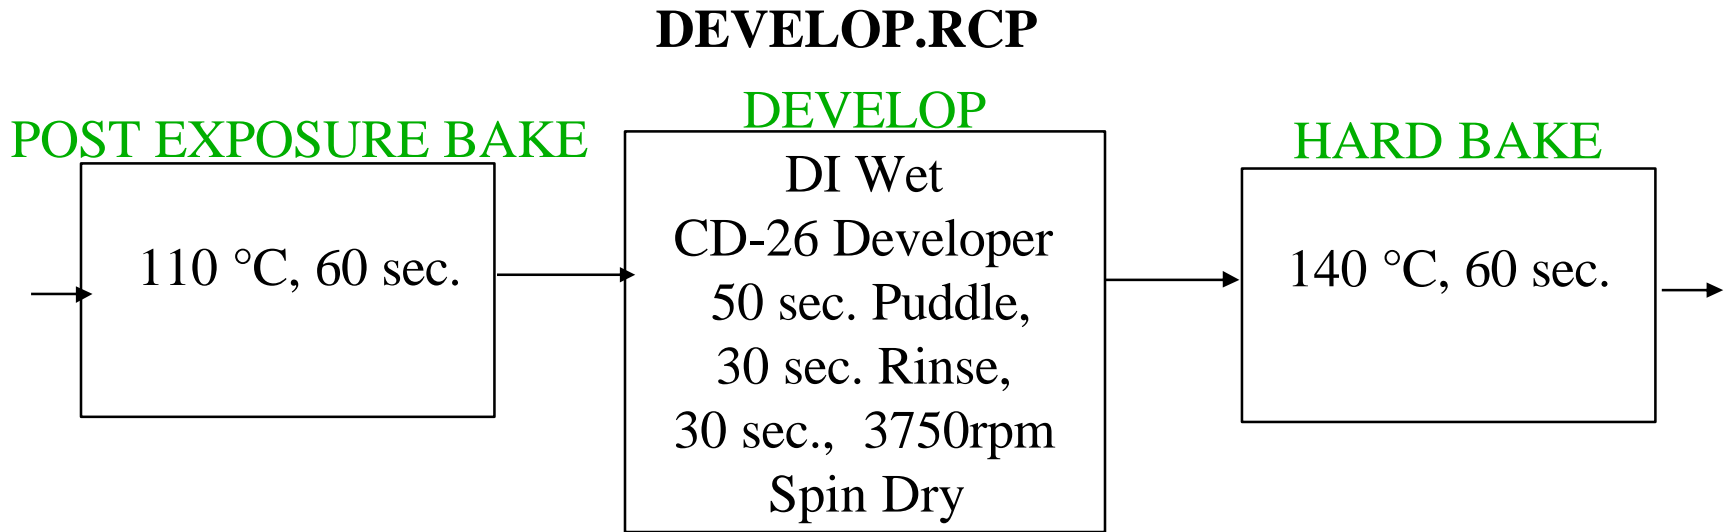 DEVELOP.RCP
POST EXPOSURE BAKE
110 °C, 60 sec.
DEVELOP
DI Wet
CD-26 Developer
50 sec. Puddle,
30 sec. Rinse,
30 sec.,  3750rpm
Spin Dry
HARD BAKE
140 °C, 60 sec.